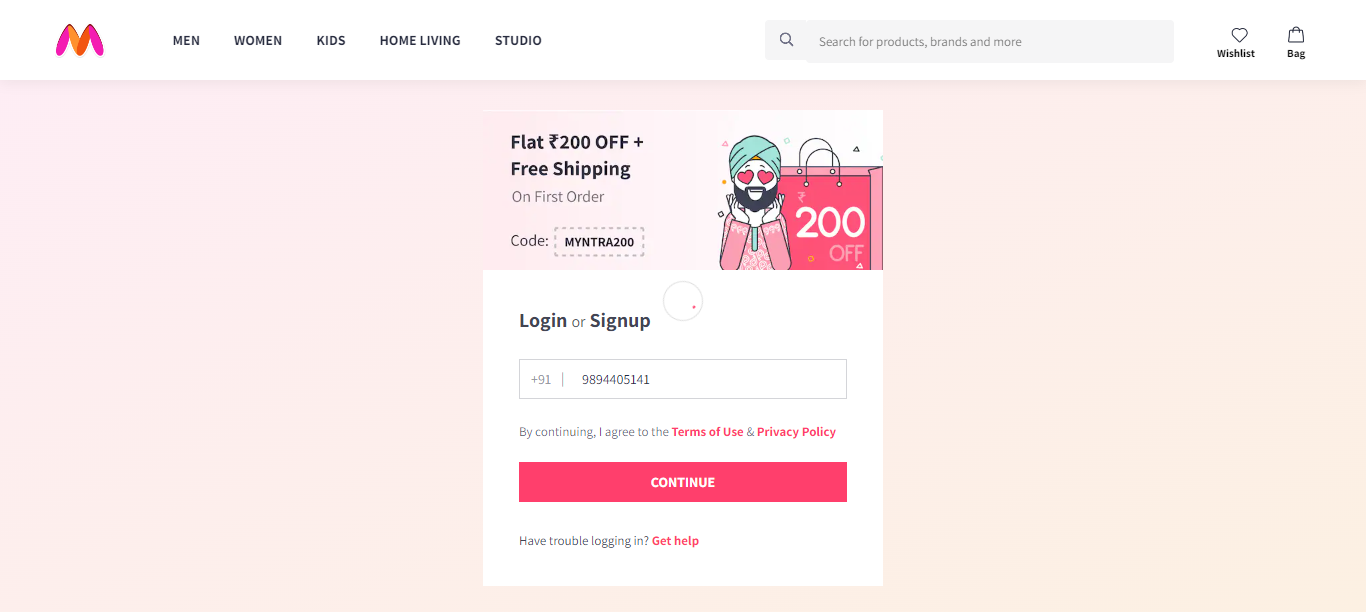 MEN WOMEN KIDS HOME LIVING STUDIO
Search for products, brands and more
Wishlist Bag
Flat ₹200 OFF +
Free Shipping
On First Order
Code: MYNTRA200
₹
200
OFF
Login or Signup
+91 | 9894405141
By continuing, I agree to the Terms of Use & Privacy Policy
CONTINUE
Have trouble logging in? Get help